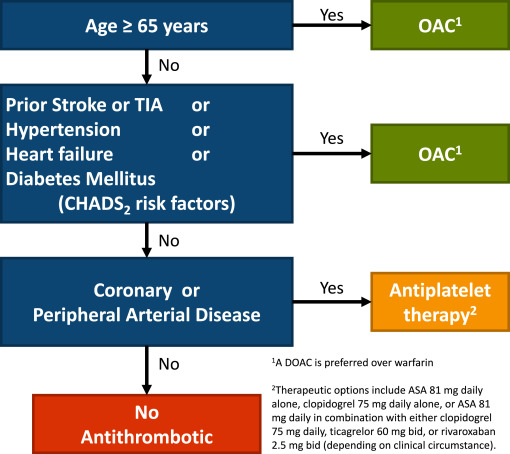 Age ≥ 65 years
Yes
OAC¹
No
Prior Stroke or TIA or
Hypertension or
Heart failure or
Diabetes Mellitus
(CHADS₂ risk factors)
Yes
OAC¹
No
Coronary or
Peripheral Arterial Disease
Yes
Antiplatelet
therapy²
No
No
Antithrombotic
¹A DOAC is preferred over warfarin
²Therapeutic options include ASA 81 mg daily
alone, clopidogrel 75 mg daily alone, or ASA 81
mg daily in combination with either clopidogrel
75 mg daily, ticagrelor 60 mg bid, or rivaroxaban
2.5 mg bid (depending on clinical circumstance).